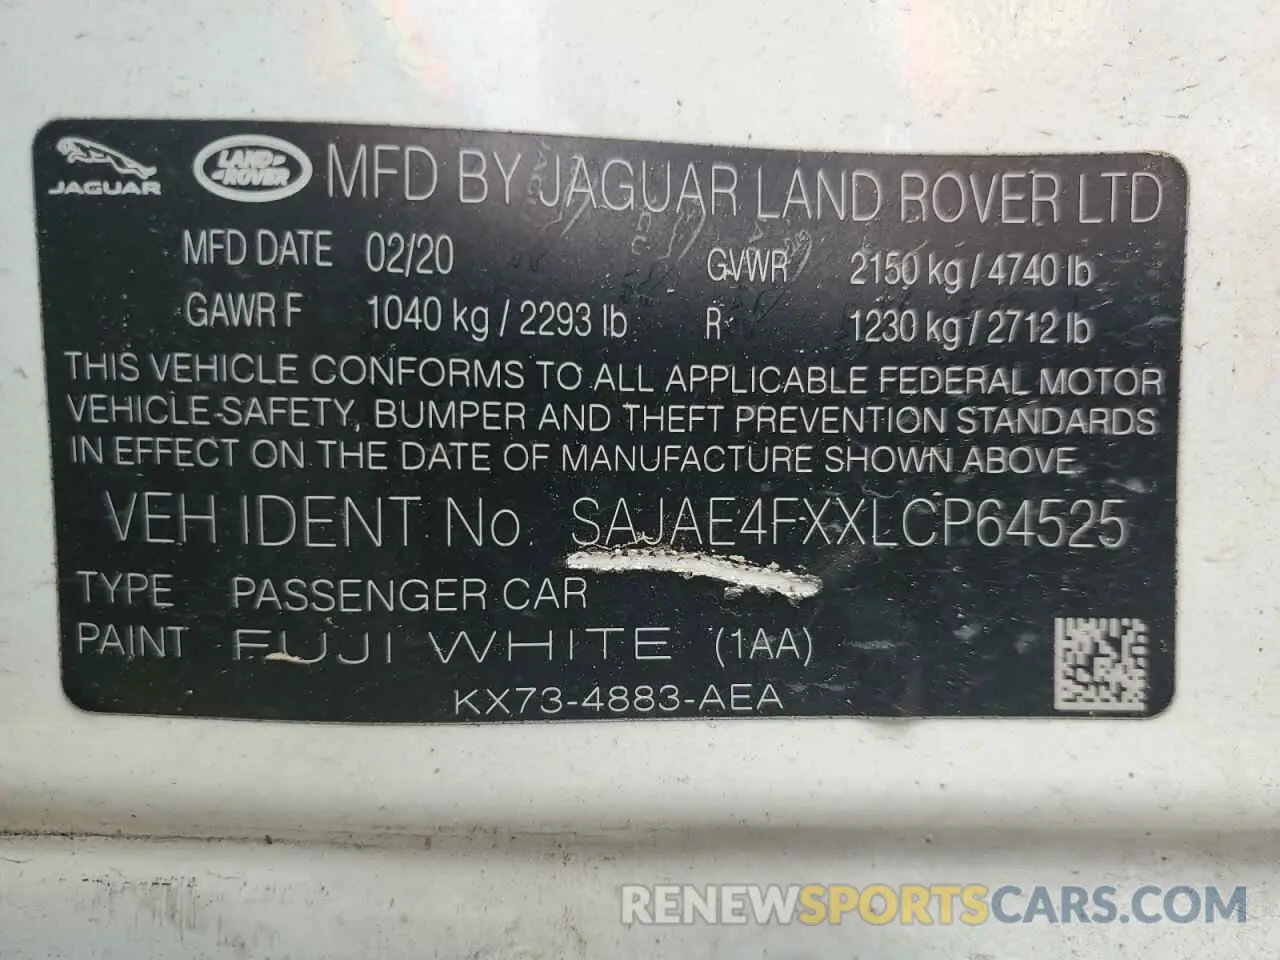 JAGUAR LAND ROVER MFD BY JAGUAR LAND ROVER LTD
MFD DATE 02/20 GVWR 2150 kg / 4740 lb
GAWR F 1040 kg / 2293 lb R 1230 kg / 2712 lb
THIS VEHICLE CONFORMS TO ALL APPLICABLE FEDERAL MOTOR
VEHICLE-SAFETY, BUMPER AND THEFT PREVENTION STANDARDS
IN EFFECT ON THE DATE OF MANUFACTURE SHOWN ABOVE.
VEH IDENT No. SAJAE4FXXLCP64525
TYPE PASSENGER CAR
PAINT FUJI WHITE (1AA)
KX73-4883-AEA
RENEWSPORTSCARS.COM